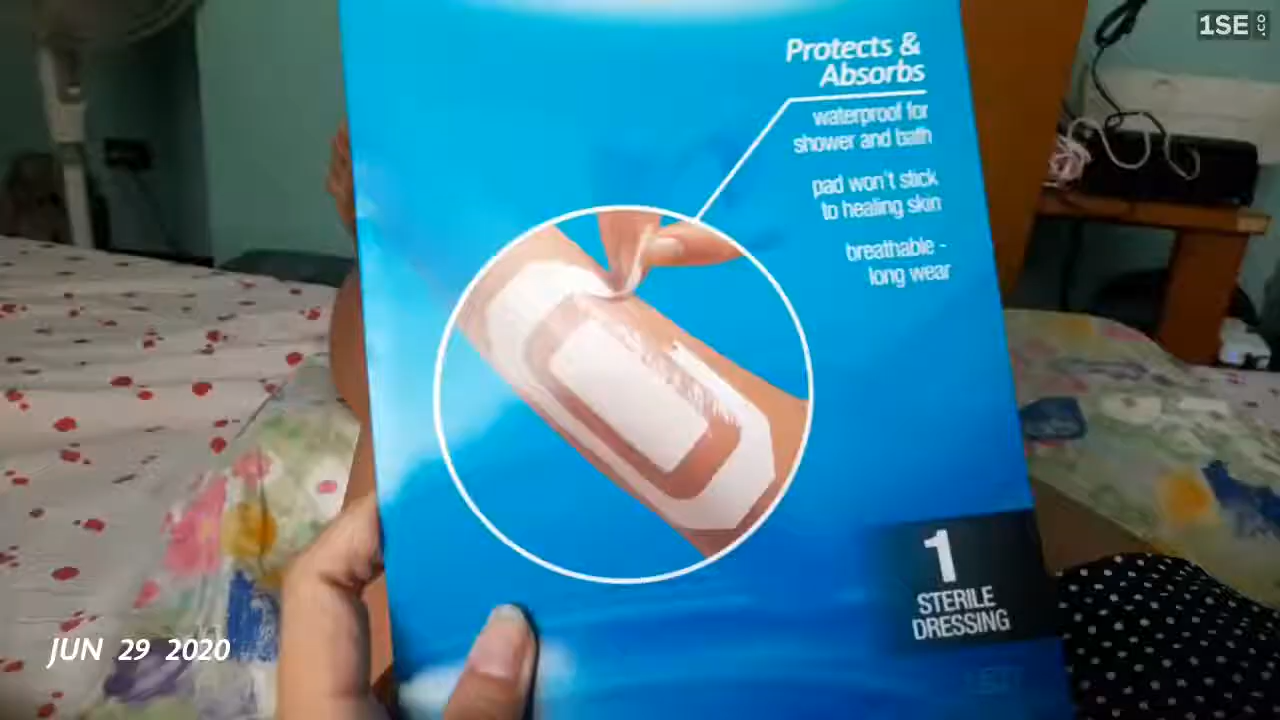 1SE.co
Protects &
Absorbs
waterproof for
shower and bath
pad won't stick
to healing skin
breathable -
long wear
1
STERILE
DRESSING
JUN 29 2020